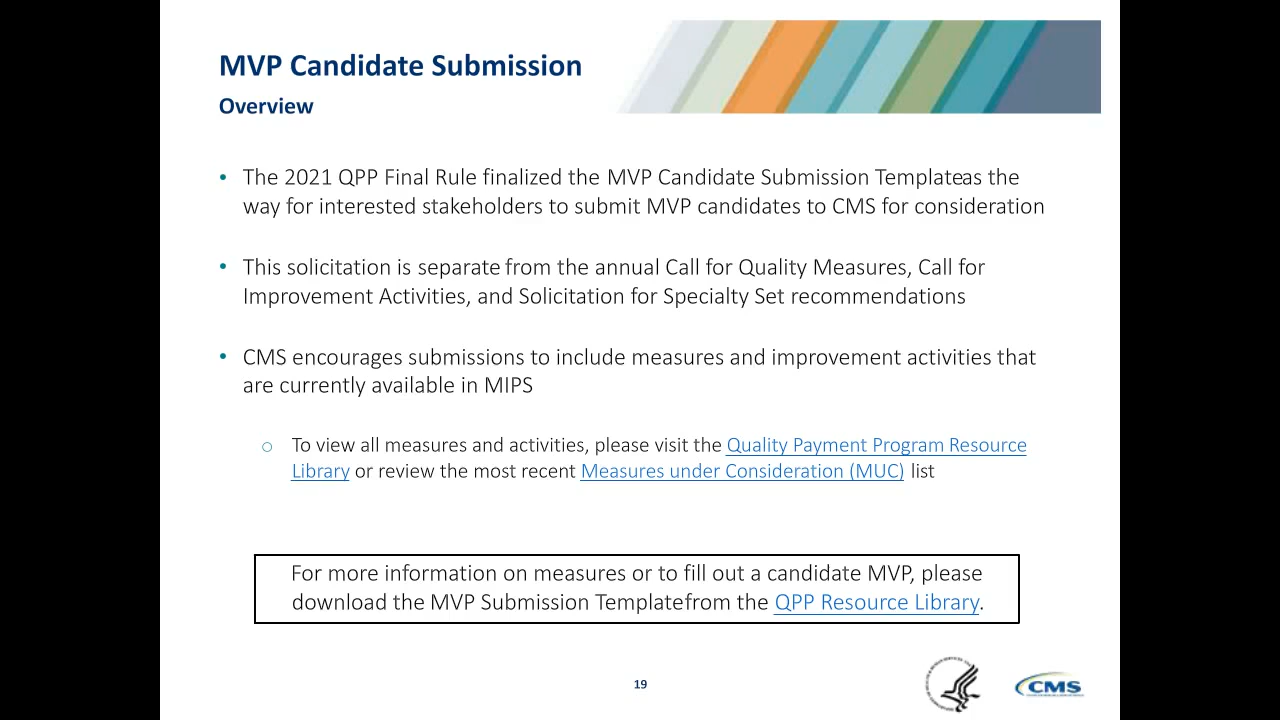 MVP Candidate Submission
Overview
• The 2021 QPP Final Rule finalized the MVP Candidate Submission Templateas the
way for interested stakeholders to submit MVP candidates to CMS for consideration
• This solicitation is separate from the annual Call for Quality Measures, Call for
Improvement Activities, and Solicitation for Specialty Set recommendations
• CMS encourages submissions to include measures and improvement activities that
are currently available in MIPS
o To view all measures and activities, please visit the Quality Payment Program Resource
Library or review the most recent Measures under Consideration (MUC) list
For more information on measures or to fill out a candidate MVP, please
download the MVP Submission Templatefrom the QPP Resource Library.
19
CMS